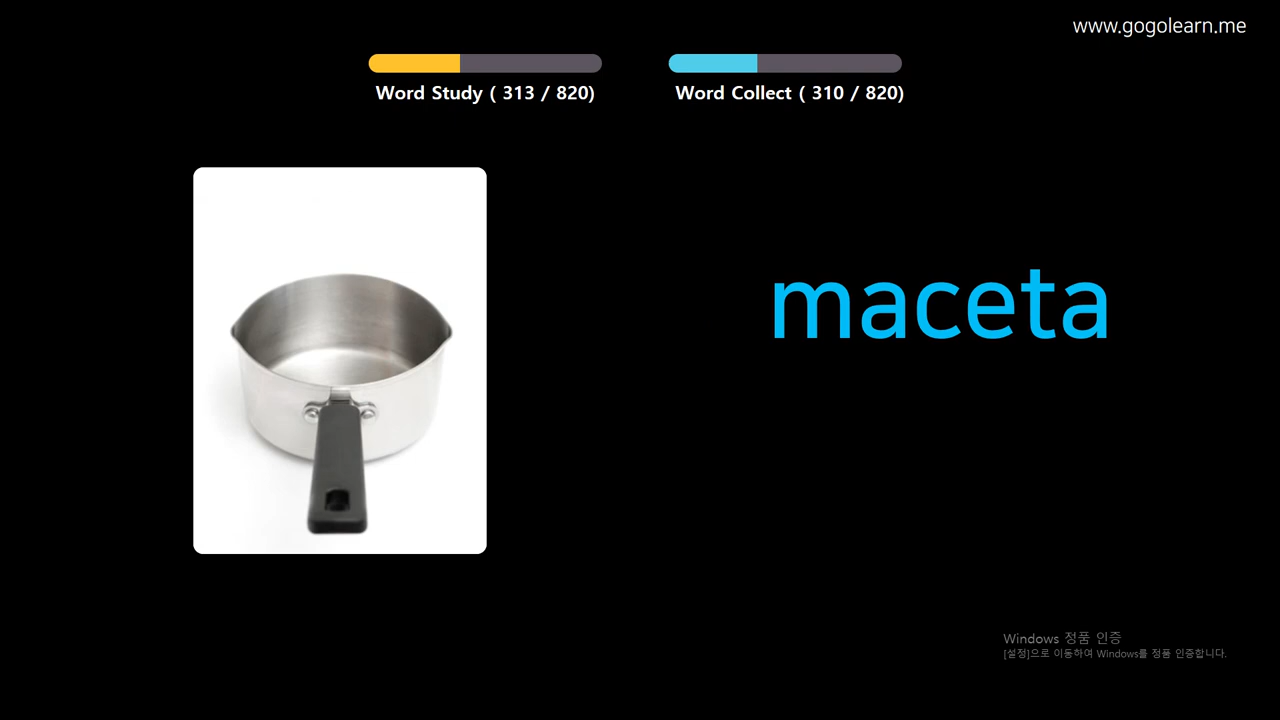 www.gogolearn.me
Word Study ( 313 / 820)
Word Collect ( 310 / 820)
maceta
Windows 정품 인증
[설정]으로 이동하여 Windows를 정품 인증합니다.